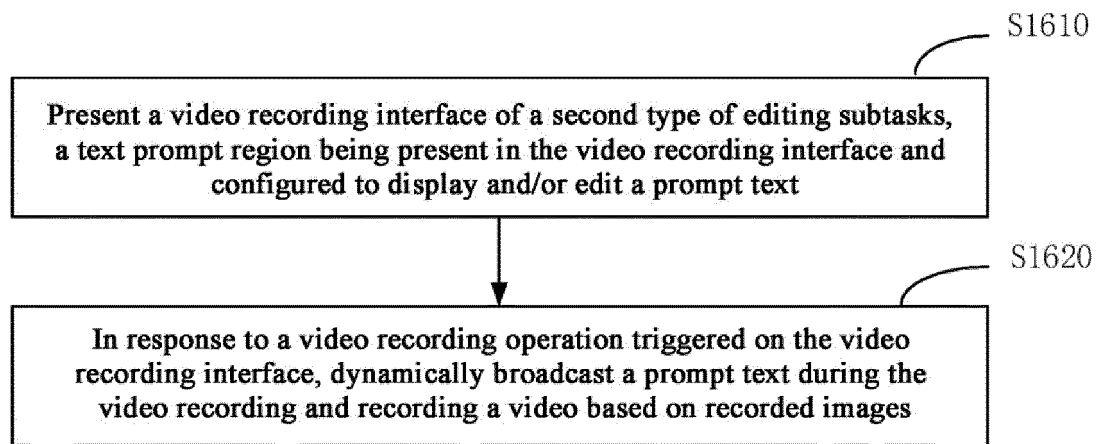 S1610
Present a video recording interface of a second type of editing subtasks,
a text prompt region being present in the video recording interface and
configured to display and/or edit a prompt text
S1620
In response to a video recording operation triggered on the video
recording interface, dynamically broadcast a prompt text during the
video recording and recording a video based on recorded images